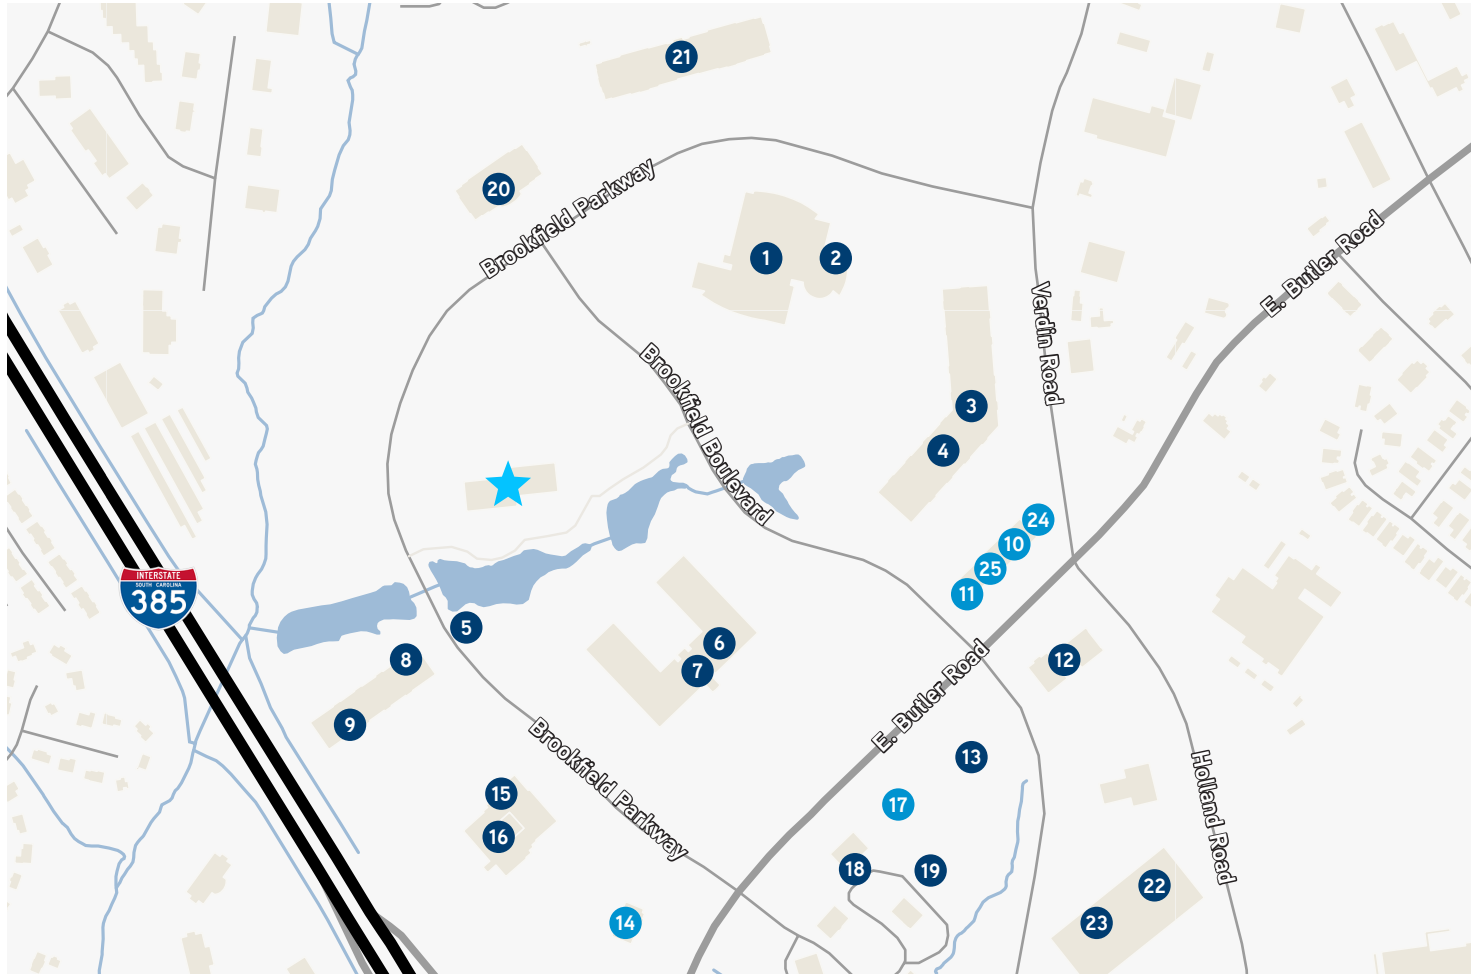 21
20
Brookfield Parkway
1
2
E. Butler Road
Verdin Road
Brookfield Boulevard
3
4
24
10
25
11
INTERSTATE
SOUTH CAROLINA
385
5
6
7
8
9
12
E. Butler Road
13
Brookfield Parkway
15
16
17
Holland Road
18
19
22
23
14